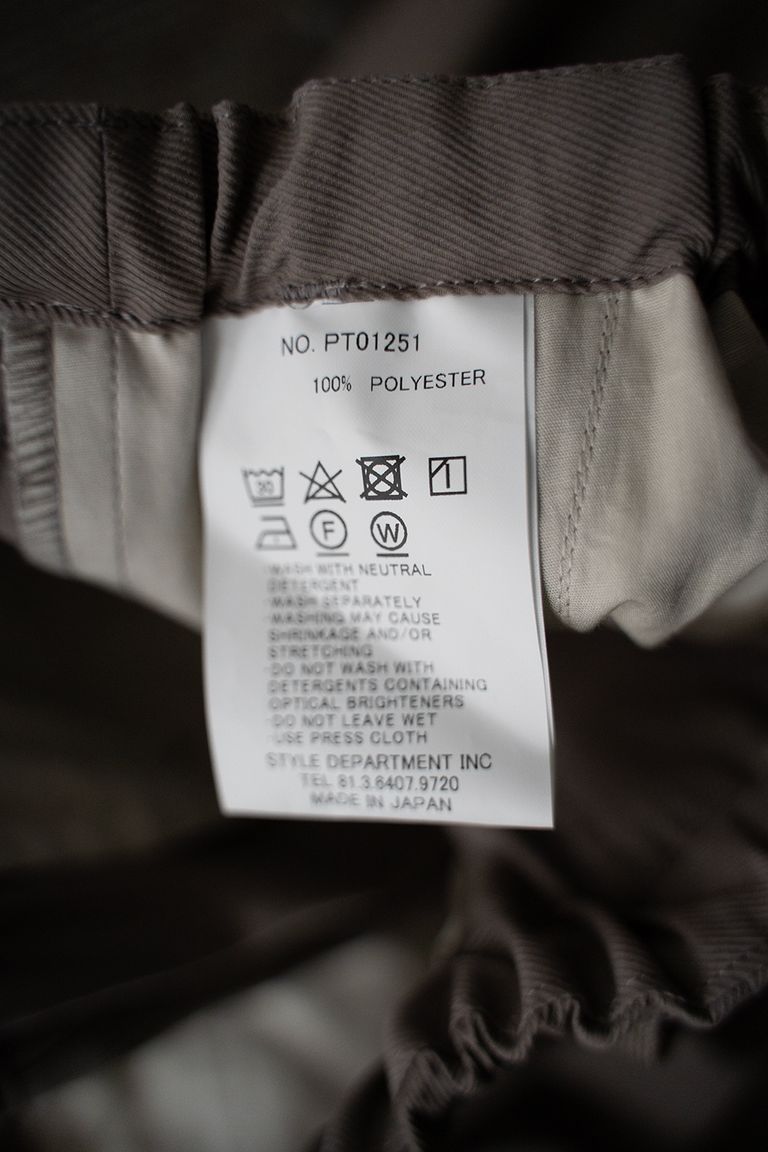 NO. PT01251
100% POLYESTER
30
1
F W
·WASH WITH NEUTRAL
DETERGENT
·WASH SEPARATELY
·WASHING MAY CAUSE
SHRINKAGE AND/OR
STRETCHING
·DO NOT WASH WITH
DETERGENTS CONTAINING
OPTICAL BRIGHTENERS
·DO NOT LEAVE WET
·USE PRESS CLOTH
STYLE DEPARTMENT INC
TEL 81.3.6407.9720
MADE IN JAPAN